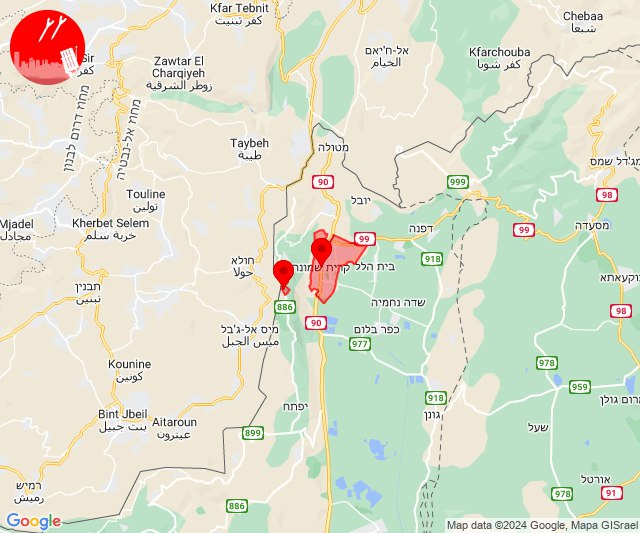 Kfar Tebnit
كفر تبنيت
Chebaa
شبعا
אל-ח'יאם
الخيام
Kfarchouba
كفر شوبا
Sir
كفر
Zawtar El
Charqiyeh
زوطر الشرقية
מחוז דרום לבנון
מחוז אל-נבטיה
Taybeh
طيبة
מטולה
מג'דל שמס
90
999
98
Touline
تولين
יובל
Mjadel
مجادل
Kherbet Selem
خربة سلم
99
דפנה
99
מסעדה
חולא
حولا
קרית שמונה
בית הלל
918
תבנין
تبنين
886
שדה נחמיה
בוקעאתא
98
מיס אל-ג'בל
ميس الجبل
90
כפר בלום
977
Kounine
كونين
978
959
918
מרום גולן
Bint Jbeil
بنت جبيل
Aitaroun
عيترون
יפתח
גונן
899
שעל
רמיש
رميش
886
978
אורטל
91
Google
Map data ©2024 Google, Mapa GISrael